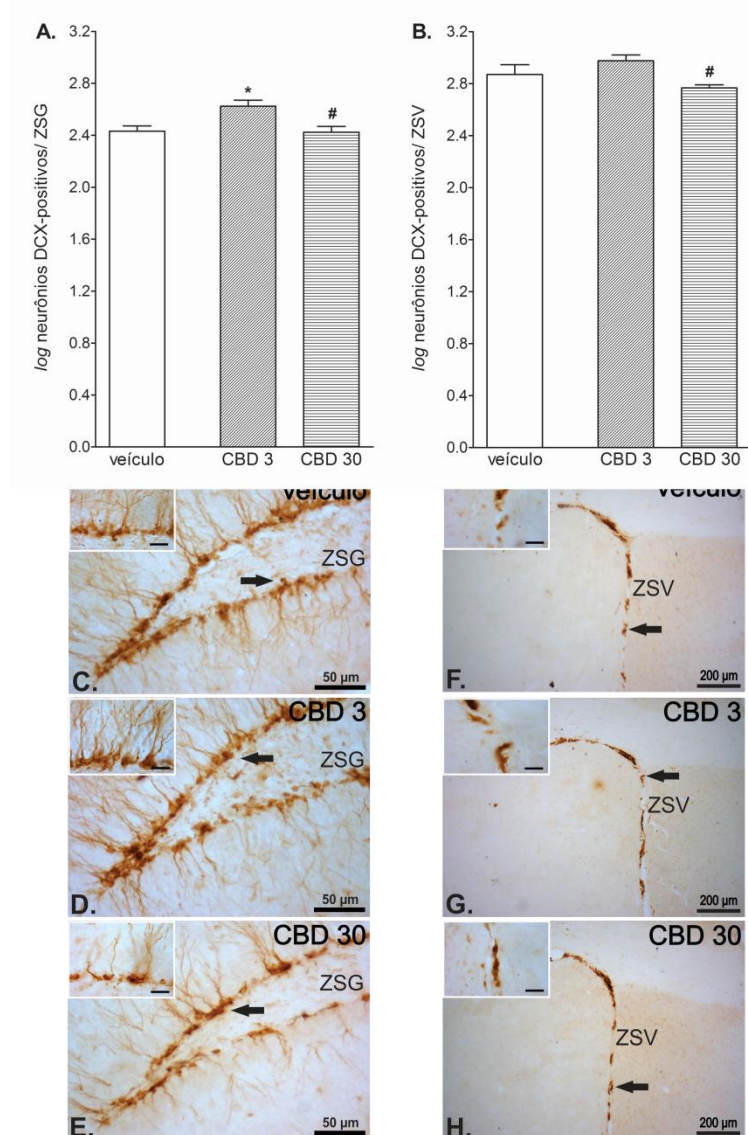 A.
3.2
2.8
2.4
2.0
1.6
1.2
0.8
0.4
0.0
log neurônios DCX-positivos/ ZSG
*
#
veículo
CBD 3
CBD 30
B.
3.2
2.8
2.4
2.0
1.6
1.2
0.8
0.4
0.0
log neurônios DCX-positivos/ ZSV
#
veículo
CBD 3
CBD 30
veículo
ZSG
C.
50 µm
CBD 3
ZSG
D.
50 µm
CBD 30
ZSG
E.
veículo
ZSV
F.
200 µm
CBD 3
ZSV
G.
200 µm
CBD 30
ZSV
H.
200 µm
50 µm